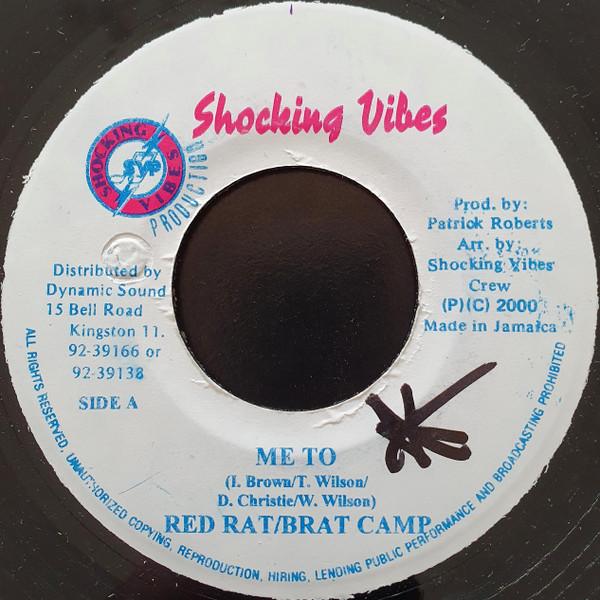 Shocking Vibes
SHOCKING VIBES
PRODUCTION
Distributed by
Dynamic Sound
15 Bell Road
Kingston 11.
92-39166 or
92-39138
SIDE A
Prod. by:
Patrick Roberts
Arr. by:
Shocking Vibes
Crew
(P)(C) 2000
Made in Jamaica
ME TO
(I. Brown/T. Wilson/
D. Christie/W. Wilson)
RED RAT/BRAT CAMP
ALL RIGHTS RESERVED, UNAUTHORIZED COPYING, REPRODUCTION, HIRING, LENDING PUBLIC PERFORMANCE AND BROADCASTING PROHIBITED